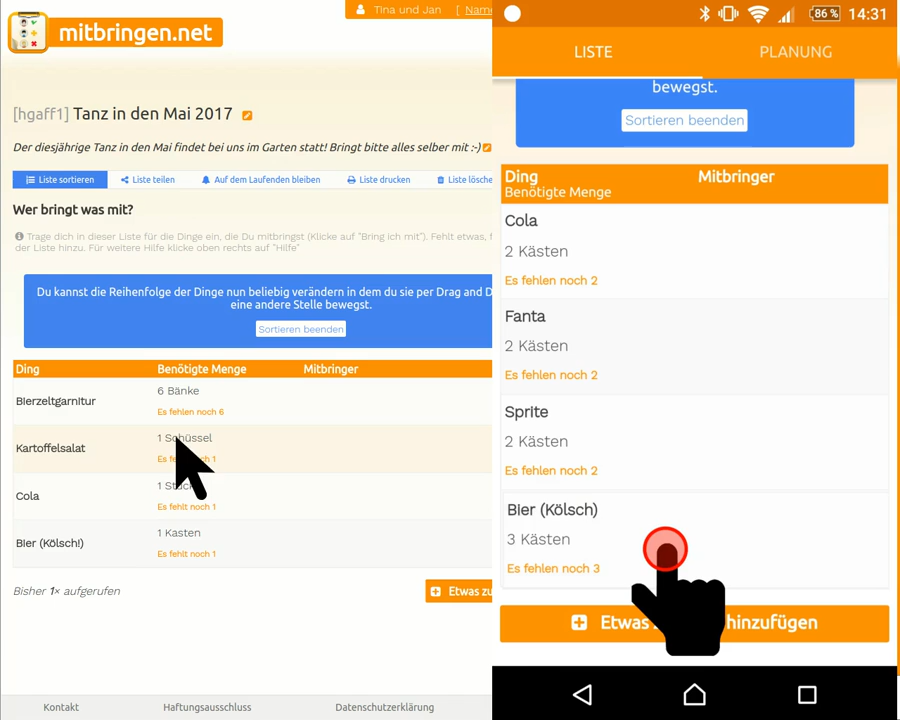 mitbringen.net
Tina und Jan [ Name
[hgaff1] Tanz in den Mai 2017
Der diesjährige Tanz in den Mai findet bei uns im Garten statt! Bringt bitte alles selber mit :-)
Liste sortieren Liste teilen Auf dem Laufenden bleiben Liste drucken Liste lösche
Wer bringt was mit?
Trage dich in dieser Liste für die Dinge ein, die Du mitbringst (Klicke auf "Bring ich mit"). Fehlt etwas, f
der Liste hinzu. Für weitere Hilfe klicke oben rechts auf "Hilfe"
Du kannst die Reihenfolge der Dinge nun beliebig verändern in dem du sie per Drag and D
eine andere Stelle bewegst.
Sortieren beenden
Ding Benötigte Menge Mitbringer
Bierzeltgarnitur
6 Bänke
Es fehlen noch 6
Kartoffelsalat
1 Schüssel
Es fe noch 1
Cola
1 Stück
Es fehlt noch 1
Bier (Kölsch!)
1 Kasten
Es fehlt noch 1
Bisher 1× aufgerufen
Etwas zu
Kontakt Haftungsausschluss Datenschutzerklärung
86 % 14:31
LISTE PLANUNG
bewegst.
Sortieren beenden
Ding Mitbringer
Benötigte Menge
Cola
2 Kästen
Es fehlen noch 2
Fanta
2 Kästen
Es fehlen noch 2
Sprite
2 Kästen
Es fehlen noch 2
Bier (Kölsch)
3 Kästen
Es fehlen noch 3
Etwas hinzufügen